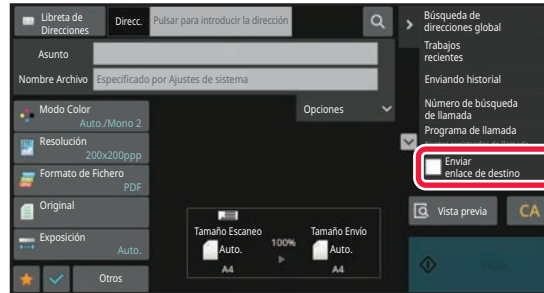 Libreta de
Direcciones
Direcc.
Pulsar para introducir la dirección
Asunto
Nombre Archivo
Especificado por Ajustes de sistema
Modo Color
Auto./Mono 2
Resolución
200x200ppp
Formato de Fichero
PDF
Original
Exposición
Auto.
Otros
Opciones
Tamaño Escaneo
Auto.
A4
100%
Tamaño Envío
Auto.
A4
Búsqueda de
direcciones global
Trabajos
recientes
Enviando historial
Número de búsqueda
de llamada
Programa de llamada
Enviar
enlace de destino
Vista previa
CA